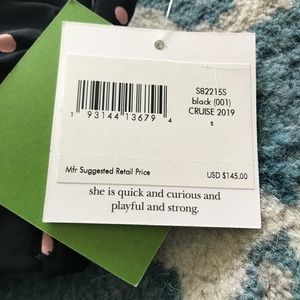 SB2215S
black (001)
CRUISE 2019
s
1 93144 13679 4
Mfr Suggested Retail Price USD $145.00
she is quick and curious and
playful and strong.